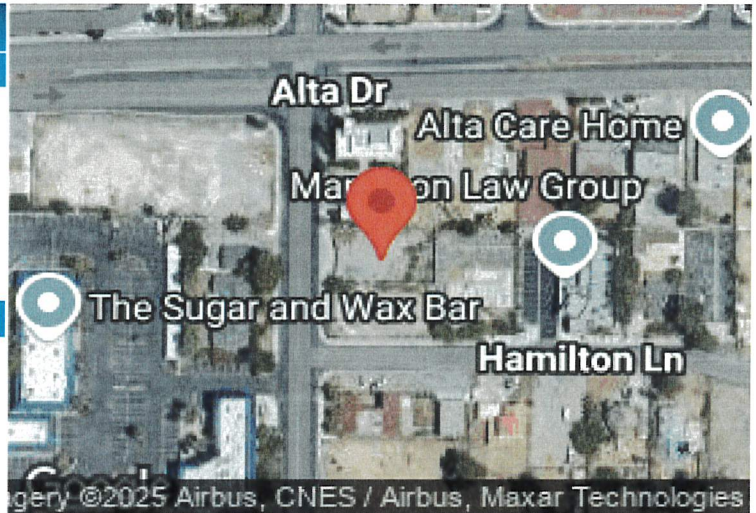 Alta Dr
Alta Care Home
on Law Group
The Sugar and Wax Bar
Hamilton Ln
Google
©2025 Airbus, CNES / Airbus, Maxar Technologies